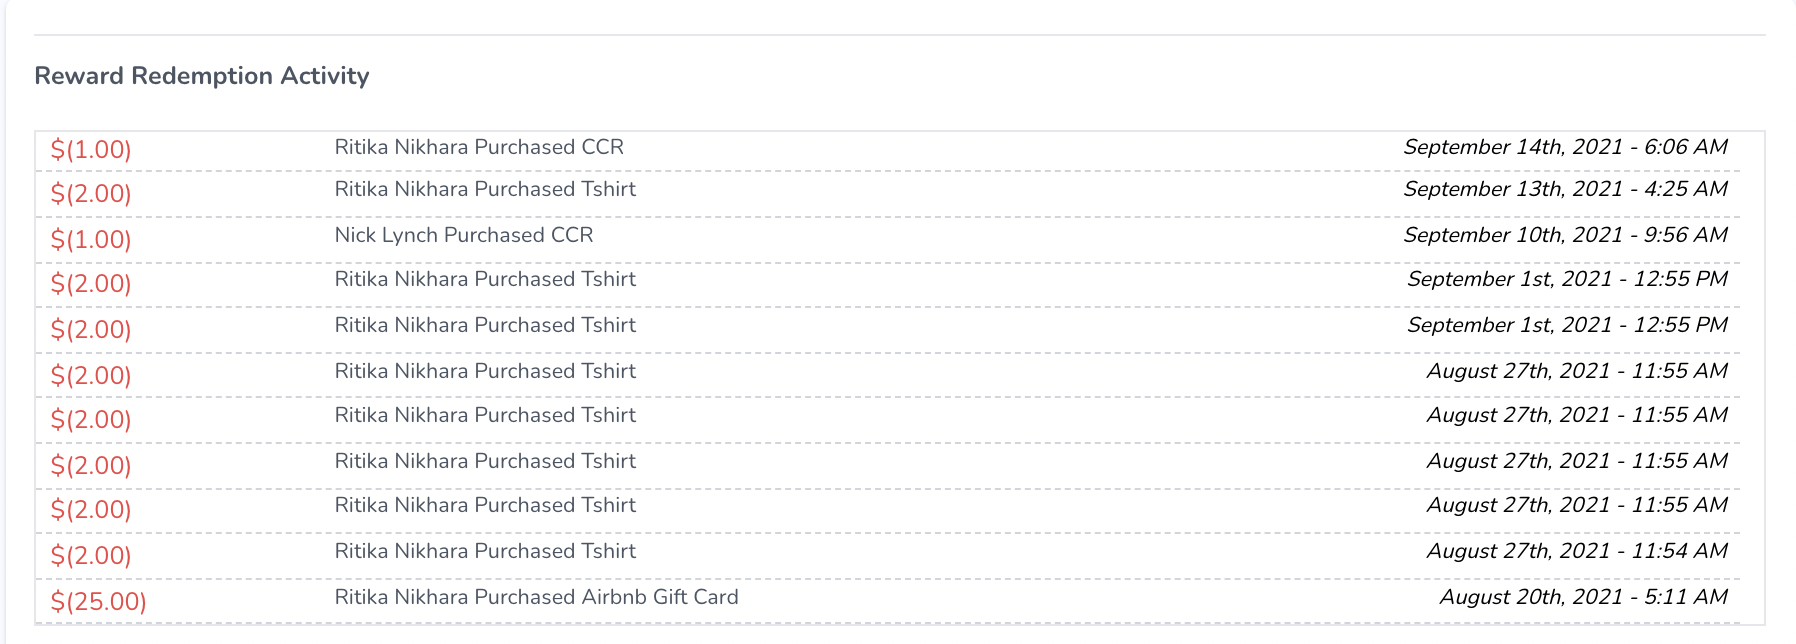 Reward Redemption Activity
$(1.00) Ritika Nikhara Purchased CCR September 14th, 2021 - 6:06 AM
$(2.00) Ritika Nikhara Purchased Tshirt September 13th, 2021 - 4:25 AM
$(1.00) Nick Lynch Purchased CCR September 10th, 2021 - 9:56 AM
$(2.00) Ritika Nikhara Purchased Tshirt September 1st, 2021 - 12:55 PM
$(2.00) Ritika Nikhara Purchased Tshirt September 1st, 2021 - 12:55 PM
$(2.00) Ritika Nikhara Purchased Tshirt August 27th, 2021 - 11:55 AM
$(2.00) Ritika Nikhara Purchased Tshirt August 27th, 2021 - 11:55 AM
$(2.00) Ritika Nikhara Purchased Tshirt August 27th, 2021 - 11:55 AM
$(2.00) Ritika Nikhara Purchased Tshirt August 27th, 2021 - 11:55 AM
$(2.00) Ritika Nikhara Purchased Tshirt August 27th, 2021 - 11:54 AM
$(25.00) Ritika Nikhara Purchased Airbnb Gift Card August 20th, 2021 - 5:11 AM